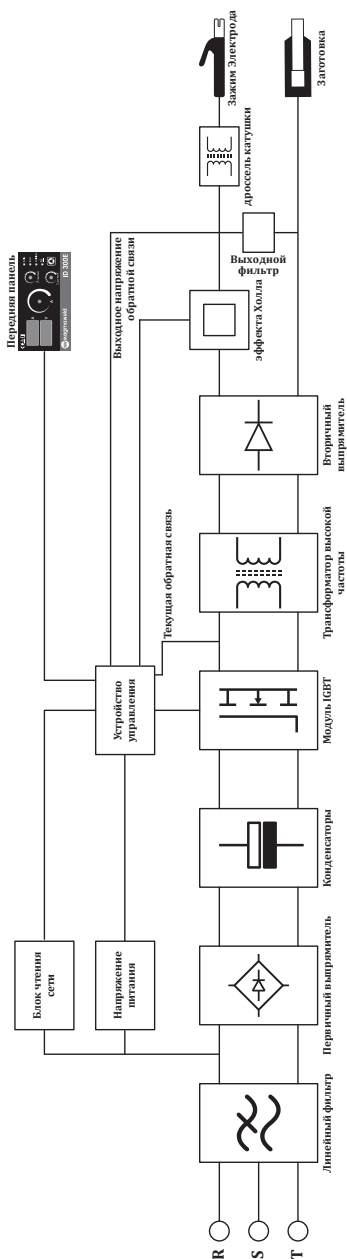 Передняя панель
ID 300E
magmaweld
Зажим Электрода
Заготовка
дроссель катушки
Выходное напряжение
обратной связи
Выходной
фильтр
эффекта Холла
Вторичный
выпрямитель
Текущая обратная связь
Трансформатор высокой
частоты
Устройство
управления
Модуль IGBT
Конденсаторы
Блок чтения
сети
Напряжение
питания
Первичный выпрямитель
Линейный фильтр
R
S
T